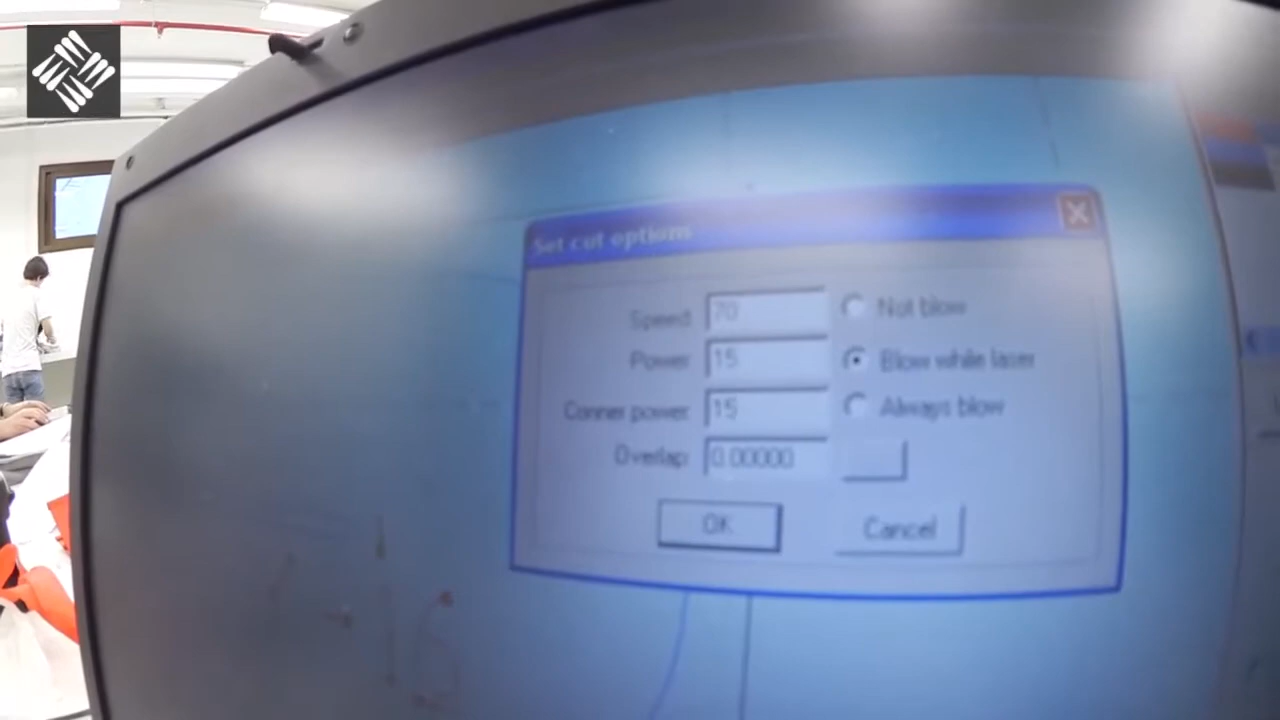 Set cut options
Speed 70 Not blow
Power 15 Blow while laser
Conner power 15 Always blow
Overlap: 0.00000
OK Cancel